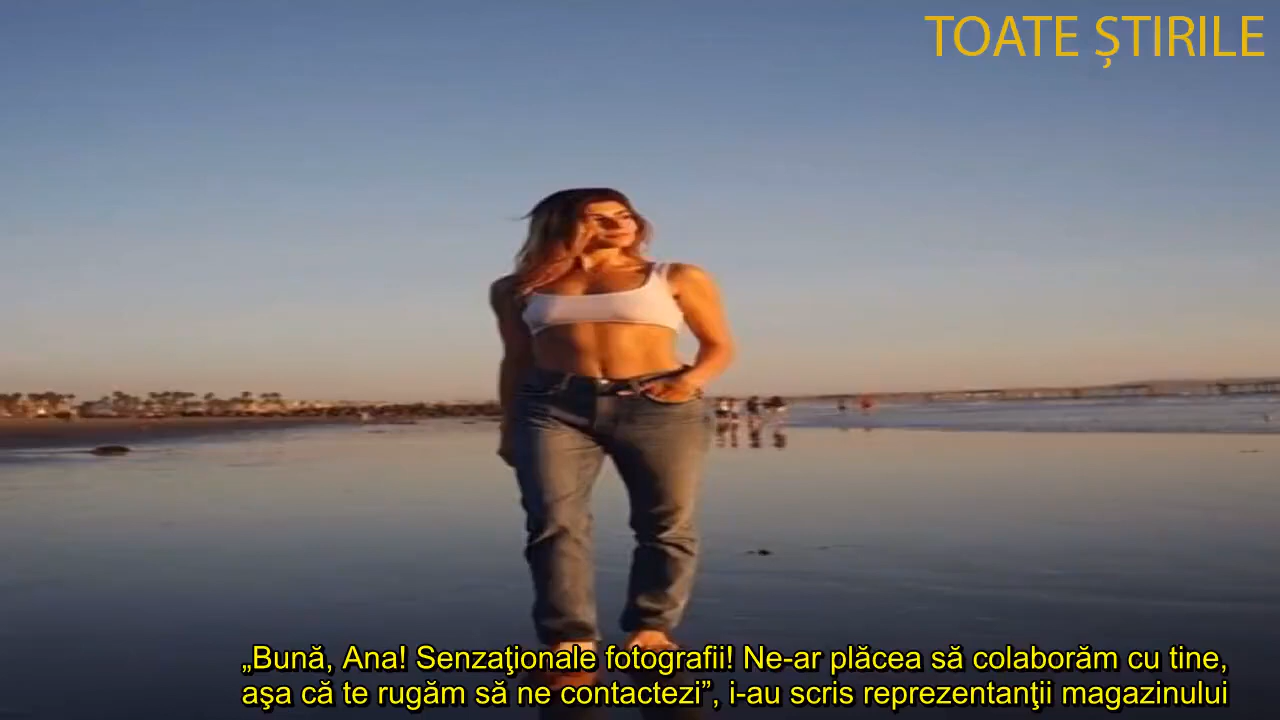 TOATE ȘTIRILE
„Bună, Ana! Senzaţionale fotografii! Ne-ar plăcea să colaborăm cu tine,
aşa că te rugăm să ne contactezi”, i-au scris reprezentanţii magazinului